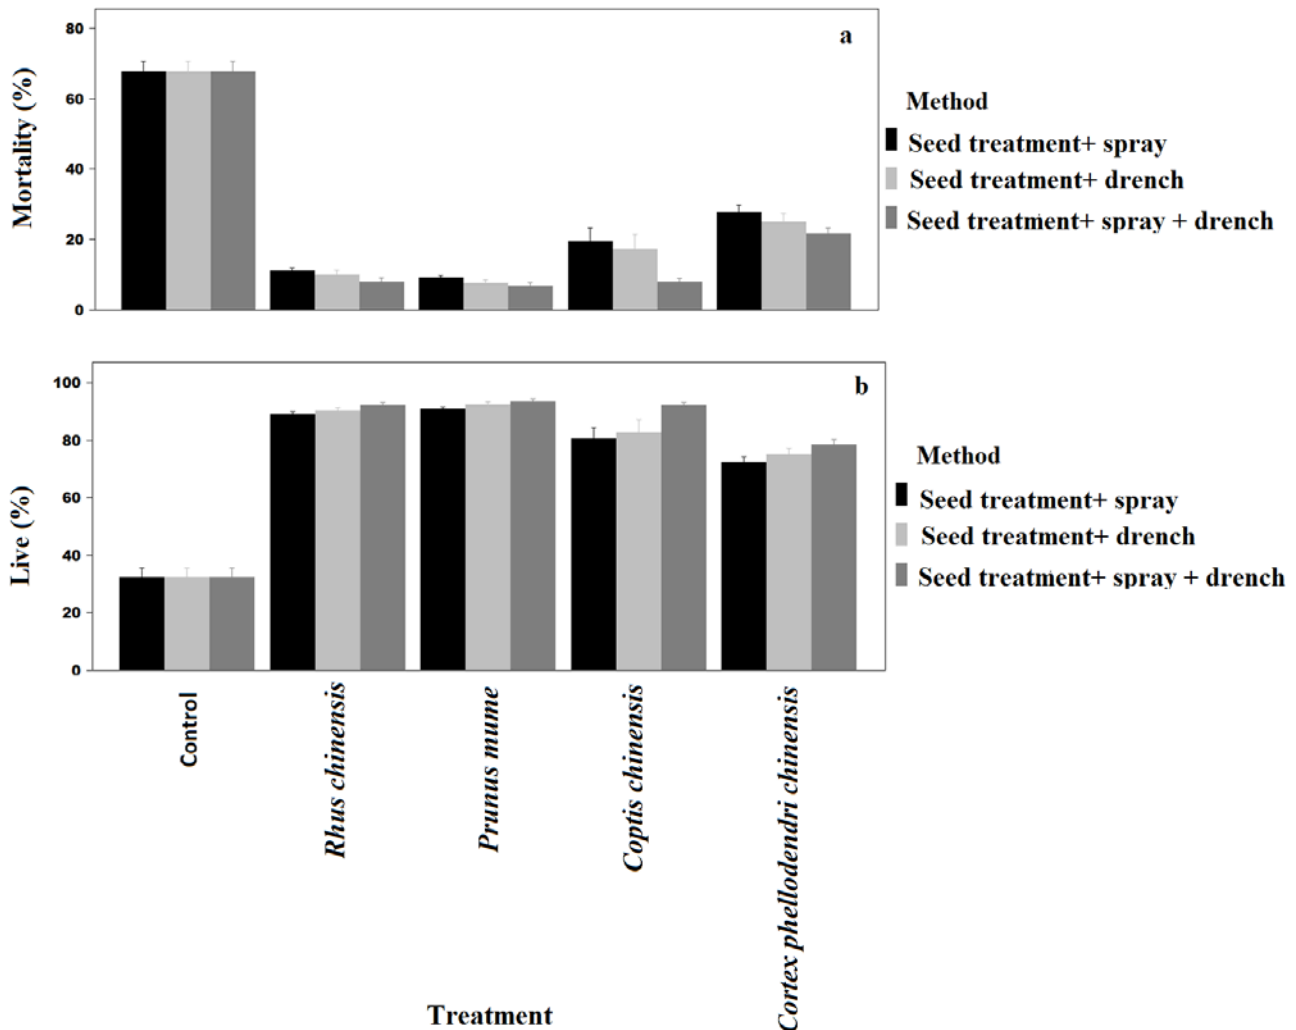 a
80
60
40
20
0
Mortality (%)
Method
Seed treatment+ spray
Seed treatment+ drench
Seed treatment+ spray + drench
b
100
80
60
40
20
0
Live (%)
Method
Seed treatment+ spray
Seed treatment+ drench
Seed treatment+ spray + drench
Control
Rhus chinensis
Prunus mume
Coptis chinensis
Cortex phellodendri chinensis
Treatment